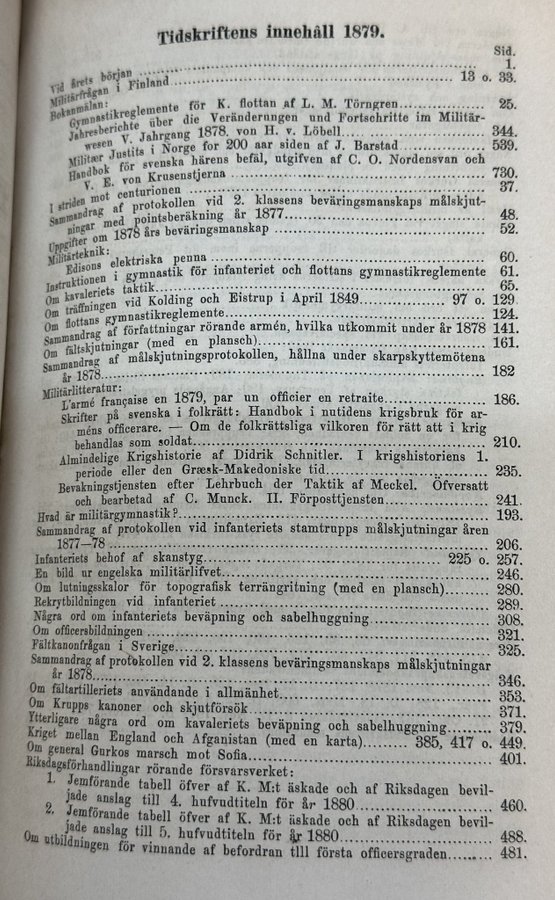 Tidskriftens innehåll 1879.
Sid.
Vid årets början ........ 1.
Militärfrågan i Finland ........ 13 o. 33.
Bokanmälan:
Gymnastikreglemente för K. flottan af L. M. Törngren ........ 25.
Jahresberichte über die Veränderungen und Fortschritte im Militär-
wesen V. Jahrgang 1878. von H. v. Löbell ........ 344.
Militær Justits i Norge for 200 aar siden af J. Barstad ........ 539.
Handbok för svenska härens befäl, utgifven af C. O. Nordensvan och
V. E. von Krusenstjerna ........ 730.
I striden mot centurionen ........ 37.
Sammandrag af protokollen vid 2. klassens beväringsmanskaps målskjut-
ningar med pointsberäkning år 1877 ........ 48.
Uppgifter om 1878 års beväringsmanskap ........ 52.
Militärteknik:
Edisons elektriska penna ........ 60.
Instruktionen i gymnastik för infanteriet och flottans gymnastikreglemente 61.
Om kavaleriets taktik ........ 65.
Om träffningen vid Kolding och Eistrup i April 1849 ........ 97 o. 129.
Om flottans gymnastikreglemente ........ 124.
Sammandrag af författningar rörande armén, hvilka utkommit under år 1878 141.
Om fältskjutningar (med en plansch) ........ 161.
Sammandrag af målskjutningsprotokollen, hållna under skarpskyttemötena
år 1878 ........ 182
Militärlitteratur:
L'armé française en 1879, par un officier en retraite ........ 186.
Skrifter på svenska i folkrätt: Handbok i nutidens krigsbruk för ar-
méns officerare. — Om de folkrättsliga vilkoren för rätt att i krig
behandlas som soldat ........ 210.
Almindelige Krigshistorie af Didrik Schnitler. I krigshistoriens 1.
periode eller den Græsk-Makedoniske tid ........ 235.
Bevakningstjensten efter Lehrbuch der Taktik af Meckel. Öfversatt
och bearbetad af C. Munck. II. Förposttjensten ........ 241.
Hvad är militärgymnastik? ........ 193.
Sammandrag af protokollen vid infanteriets stamtrupps målskjutningar åren
1877—78 ........ 206.
Infanteriets behof af skanstyg ........ 225 o. 257.
En bild ur engelska militärlifvet ........ 246.
Om lutningsskalor för topografisk terrängritning (med en plansch) ........ 280.
Rekrytbildningen vid infanteriet ........ 289.
Några ord om infanteriets beväpning och sabelhuggning ........ 308.
Om officersbildningen ........ 321.
Fältkanonfrågan i Sverige ........ 325.
Sammandrag af protokollen vid 2. klassens beväringsmanskaps målskjutningar
år 1878 ........ 346.
Om fältartilleriets användande i allmänhet ........ 353.
Om Krupps kanoner och skjutförsök ........ 371.
Ytterligare några ord om kavaleriets beväpning och sabelhuggning ........ 379.
Kriget mellan England och Afganistan (med en karta) ........ 385, 417 o. 449.
Om general Gurkos marsch mot Sofia ........ 401.
Riksdagsförhandlingar rörande försvarsverket:
1. Jemförande tabell öfver af K. M:t äskade och af Riksdagen bevil-
jade anslag till 4. hufvudtiteln för år 1880 ........ 460.
2. Jemförande tabell öfver af K. M:t äskade och af Riksdagen bevil-
jade anslag till 5. hufvudtiteln för år 1880 ........ 488.
Om utbildningen för vinnande af befordran tlll första officersgraden ........ 481.